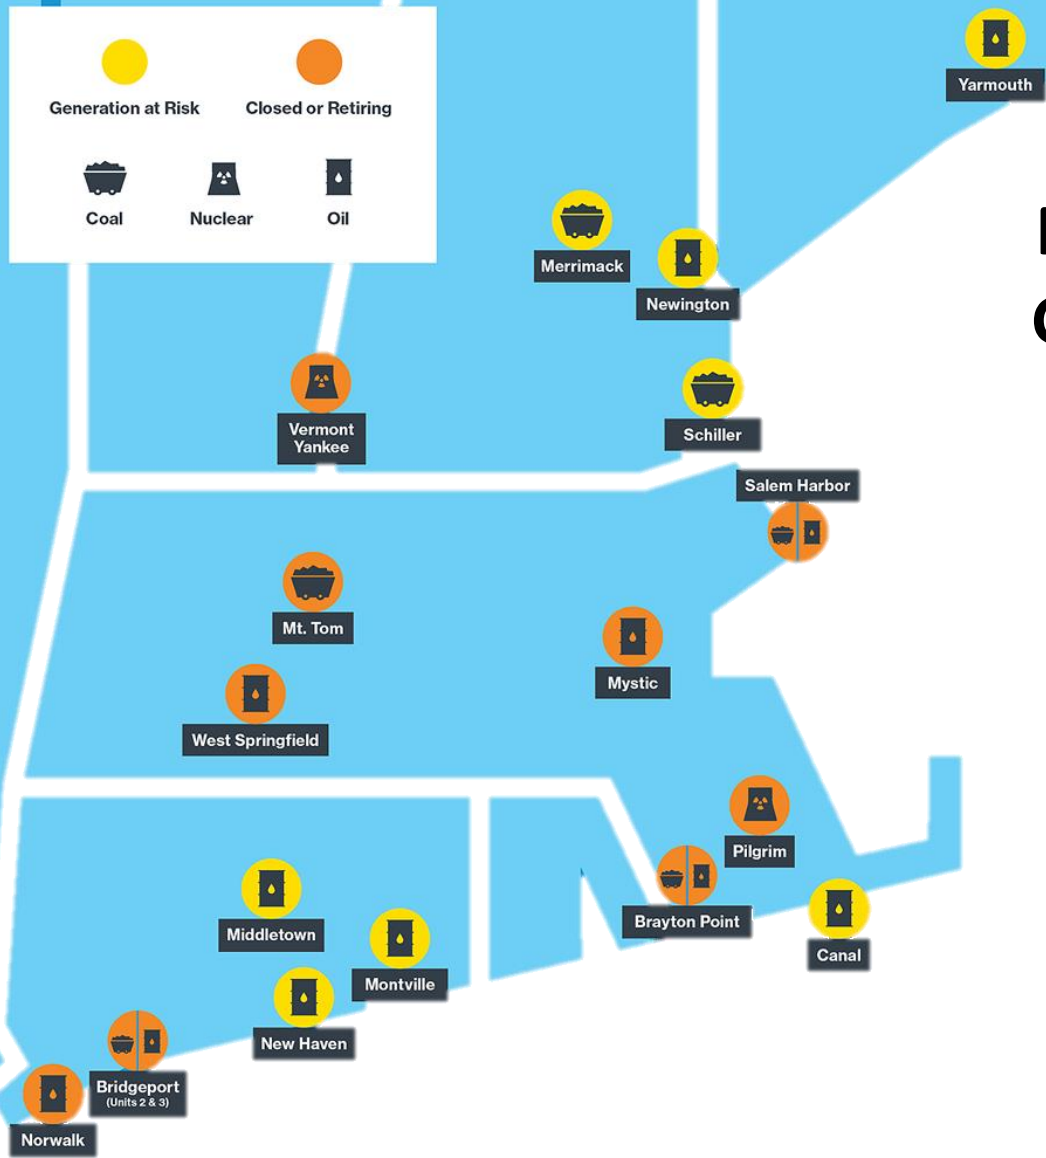 Generation at Risk
Closed or Retiring
Coal
Nuclear
Oil
Yarmouth
Merrimack
Newington
Vermont
Yankee
Schiller
Salem Harbor
Mt. Tom
Mystic
West Springfield
Pilgrim
Brayton Point
Canal
Middletown
Montville
New Haven
Bridgeport
(Units 2 & 3)
Norwalk